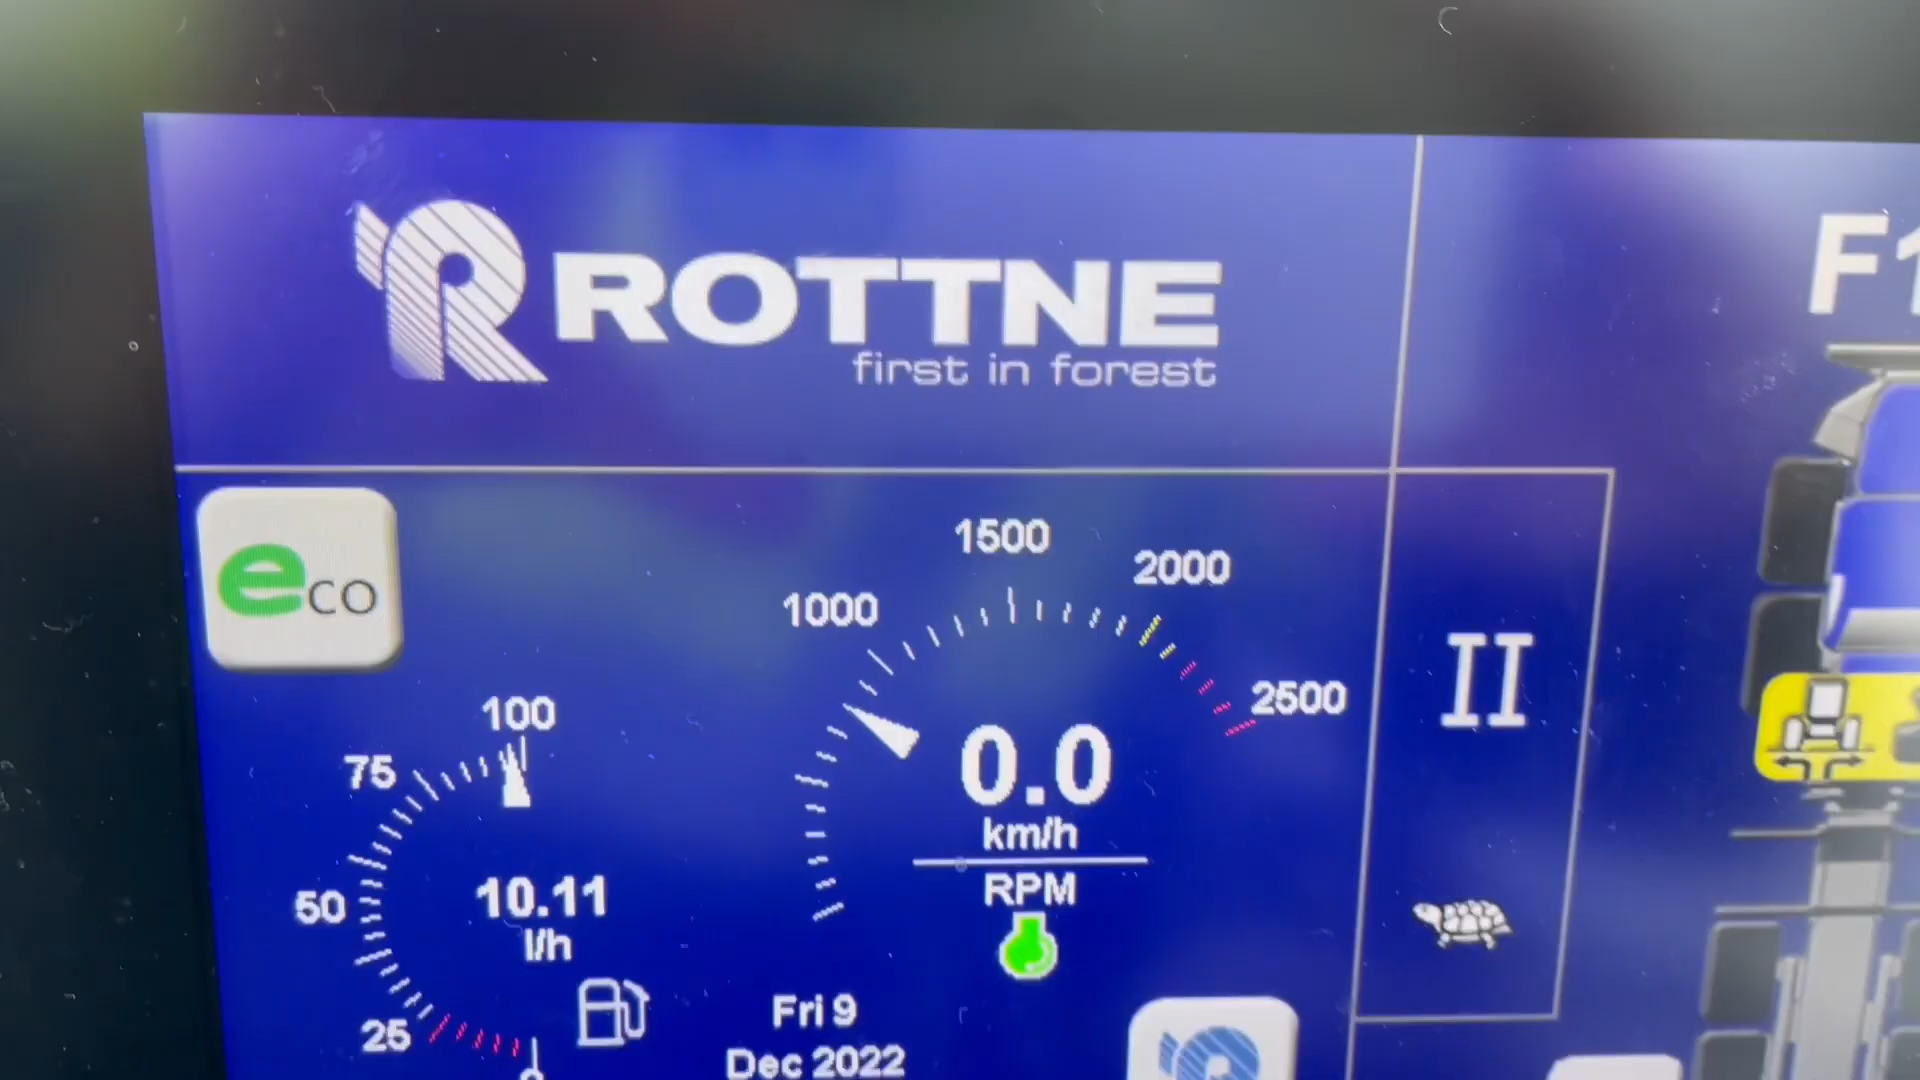 ROTTNE
first in forest
F1
eco
1500
2000
1000
2500
100
75
50
25
0.0
km/h
RPM
10.11
l/h
II
Fri 9
Dec 2022